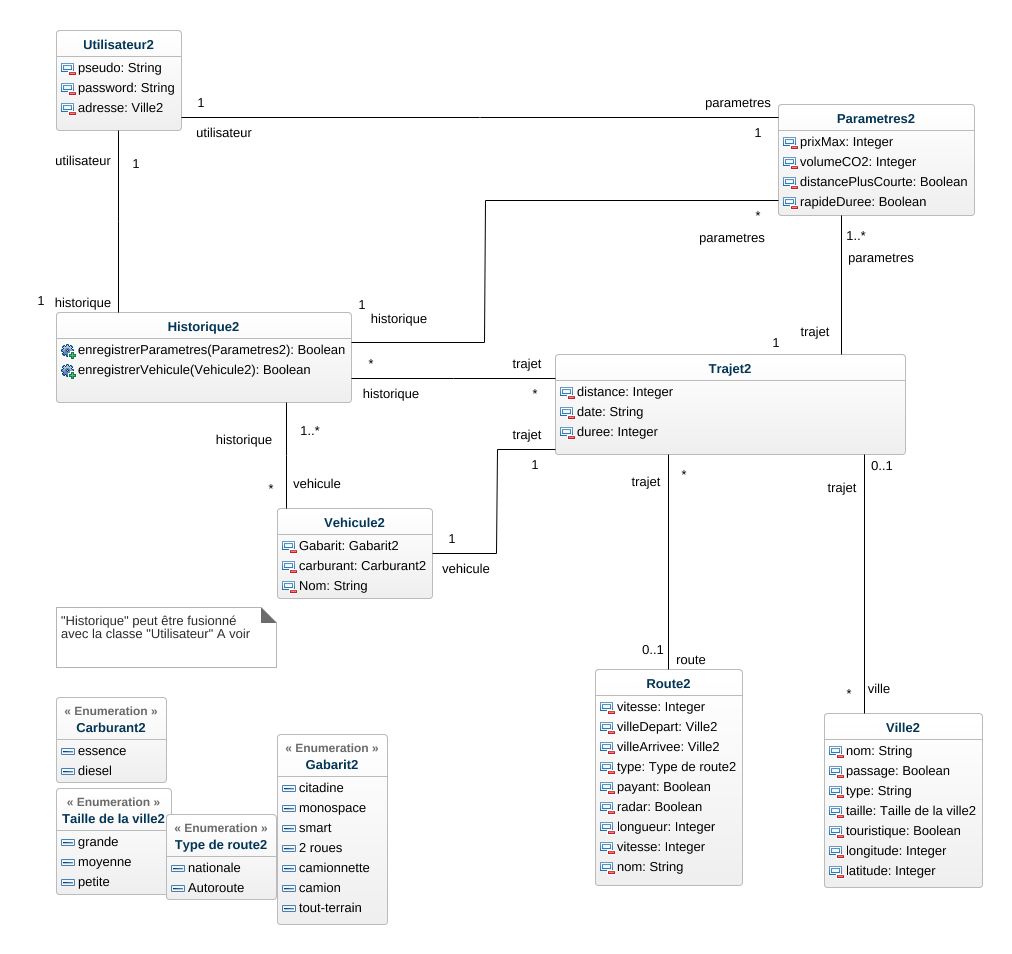 Utilisateur2
pseudo: String
password: String
adresse: Ville2
1
utilisateur
parametres
1
Parametres2
prixMax: Integer
volumeCO2: Integer
distancePlusCourte: Boolean
rapideDuree: Boolean
utilisateur
1
*
parametres
1..*
parametres
1
historique
1
historique
trajet
1
Historique2
enregistrerParametres(Parametres2): Boolean
enregistrerVehicule(Vehicule2): Boolean
*
historique
trajet
*
Trajet2
distance: Integer
date: String
duree: Integer
historique
1..*
*
vehicule
trajet
1
Vehicule2
Gabarit: Gabarit2
carburant: Carburant2
Nom: String
1
vehicule
trajet
*
0..1
trajet
"Historique" peut être fusionné
avec la classe "Utilisateur" A voir
0..1
route
*
ville
Route2
vitesse: Integer
villeDepart: Ville2
villeArrivee: Ville2
type: Type de route2
payant: Boolean
radar: Boolean
longueur: Integer
vitesse: Integer
nom: String
Ville2
nom: String
passage: Boolean
type: String
taille: Taille de la ville2
touristique: Boolean
longitude: Integer
latitude: Integer
« Enumeration »
Carburant2
essence
diesel
« Enumeration »
Taille de la ville2
grande
moyenne
petite
« Enumeration »
Type de route2
nationale
Autoroute
« Enumeration »
Gabarit2
citadine
monospace
smart
2 roues
camionnette
camion
tout-terrain